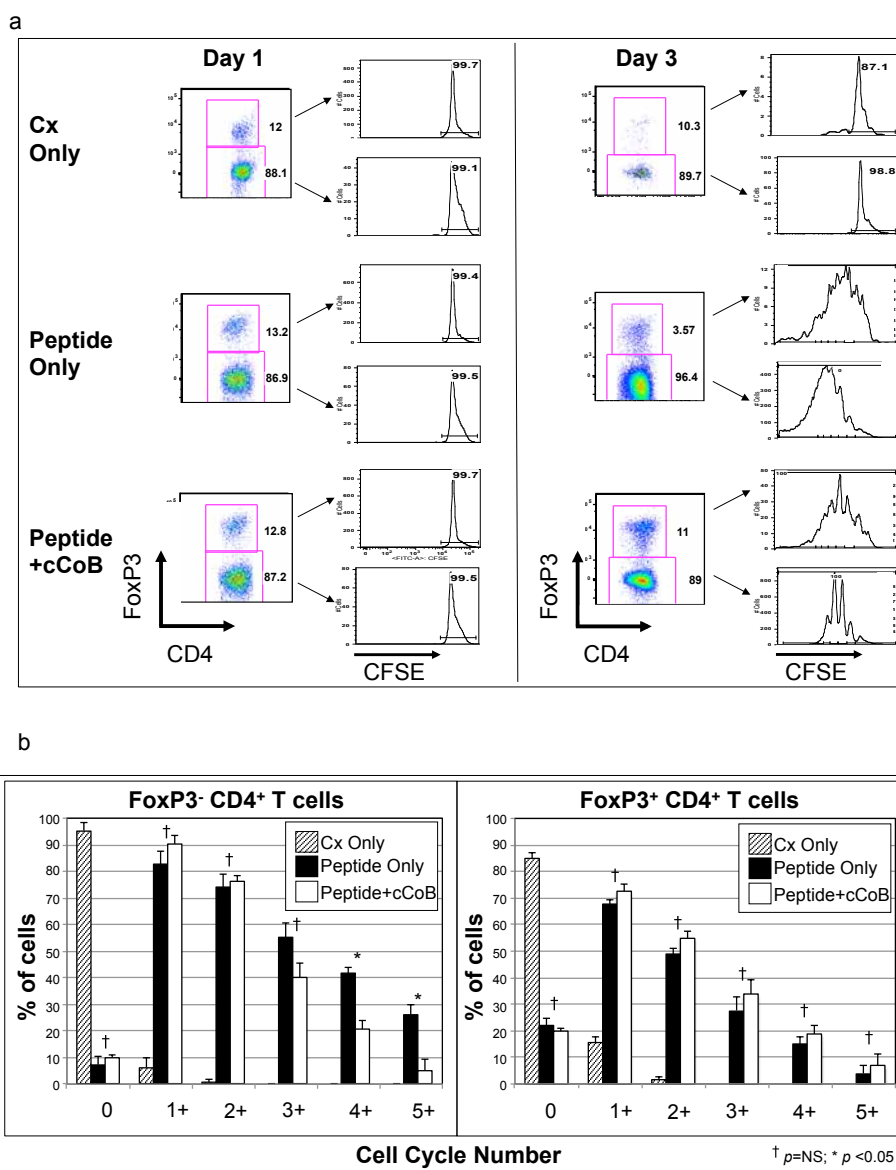 a
Day 1
Day 3
Cx
Only
12
88.1
99.7
99.1
10.3
89.7
87.1
98.8
Peptide
Only
13.2
86.9
99.4
99.5
3.57
96.4
Peptide
+cCoB
12.8
87.2
99.7
<FITC-A>: CFSE
99.5
11
89
100
100
FoxP3
CD4
CFSE
FoxP3
CD4
CFSE
b
FoxP3- CD4+ T cells
Cx Only
Peptide Only
Peptide+cCoB
% of cells
100
90
80
70
60
50
40
30
20
10
0
† † † † * *
0 1+ 2+ 3+ 4+ 5+
FoxP3+ CD4+ T cells
Cx Only
Peptide Only
Peptide+cCoB
% of cells
100
90
80
70
60
50
40
30
20
10
0
† † † † † †
0 1+ 2+ 3+ 4+ 5+
Cell Cycle Number
† p=NS; * p <0.05